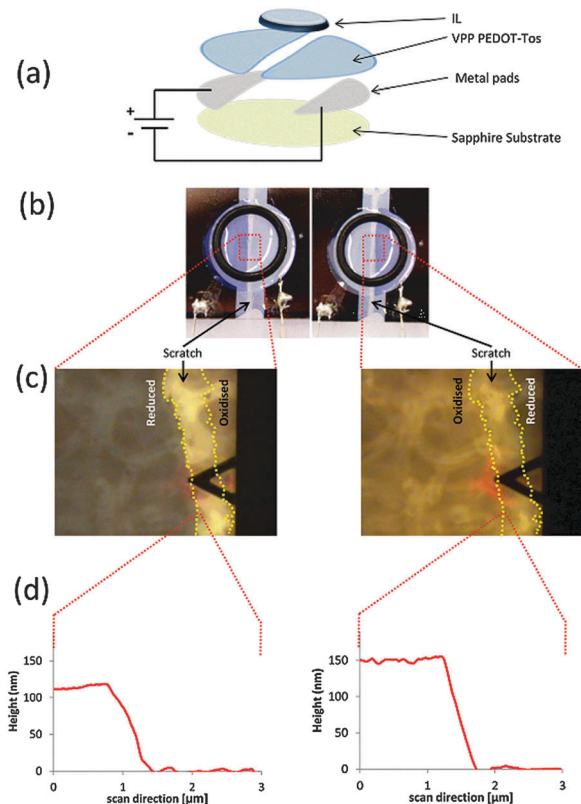 (a)
IL
VPP PEDOT-Tos
Metal pads
Sapphire Substrate
+
-
(b)
Scratch
Scratch
(c)
Reduced
Oxidised
Oxidised
Reduced
(d)
Height (nm)
150
100
50
0
0
1
2
3
scan direction [µm]
Height (nm)
150
100
50
0
0
1
2
3
scan direction [µm]